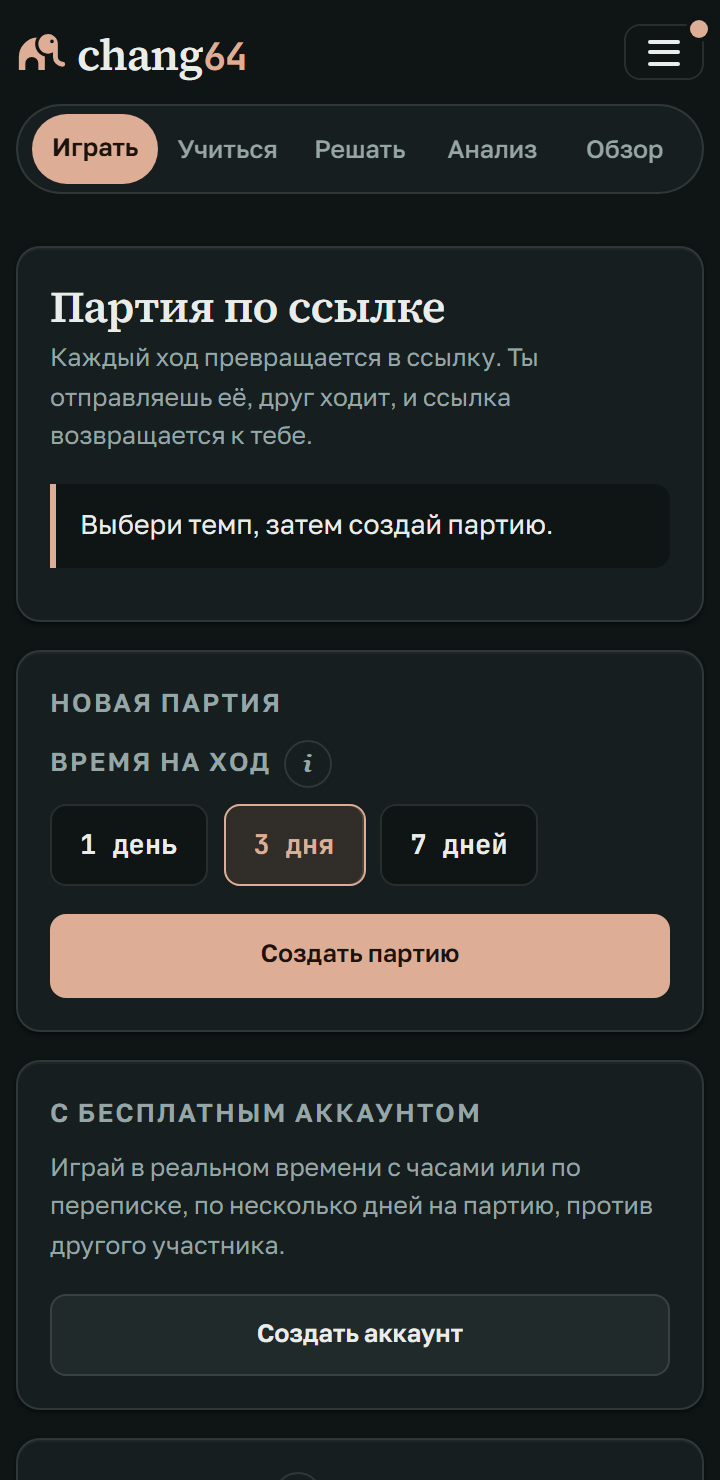 chang64
Играть Учиться Решать Анализ Обзор
Партия по ссылке
Каждый ход превращается в ссылку. Ты
отправляешь её, друг ходит, и ссылка
возвращается к тебе.
Выбери темп, затем создай партию.
НОВАЯ ПАРТИЯ
ВРЕМЯ НА ХОД i
1 день 3 дня 7 дней
Создать партию
С БЕСПЛАТНЫМ АККАУНТОМ
Играй в реальном времени с часами или по
переписке, по несколько дней на партию, против
другого участника.
Создать аккаунт